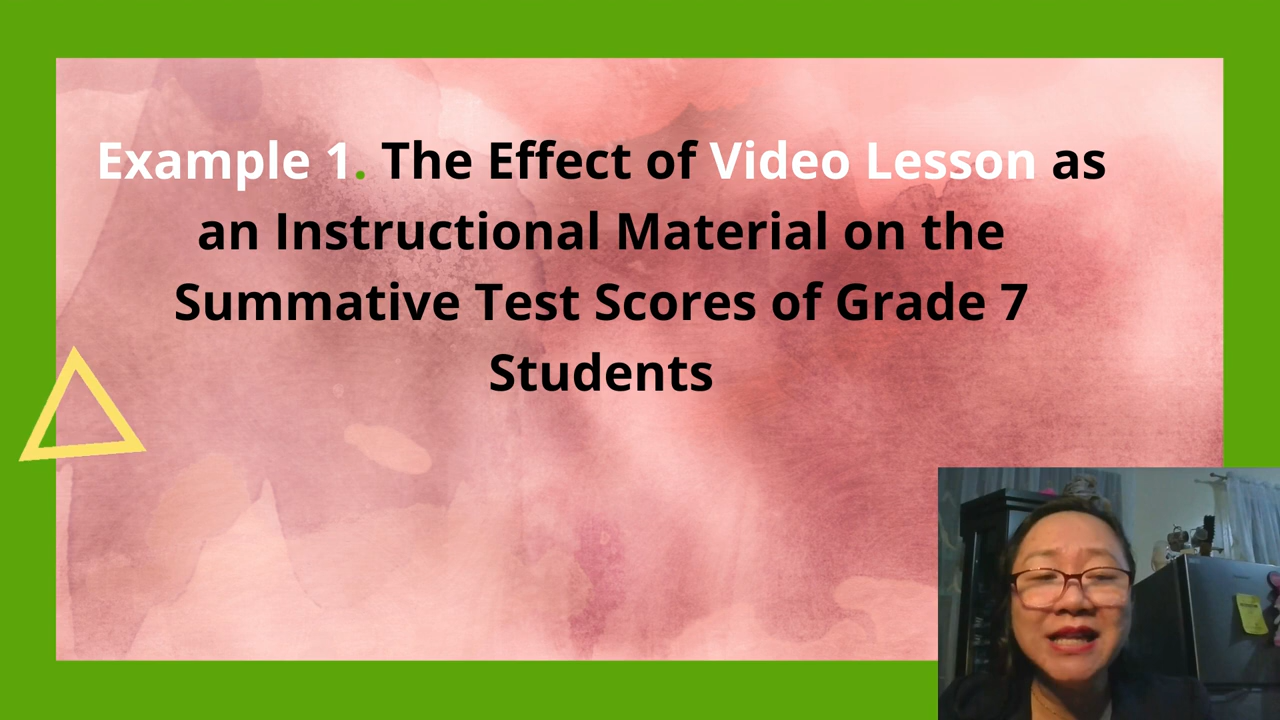 Example 1. The Effect of Video Lesson as
an Instructional Material on the
Summative Test Scores of Grade 7
Students